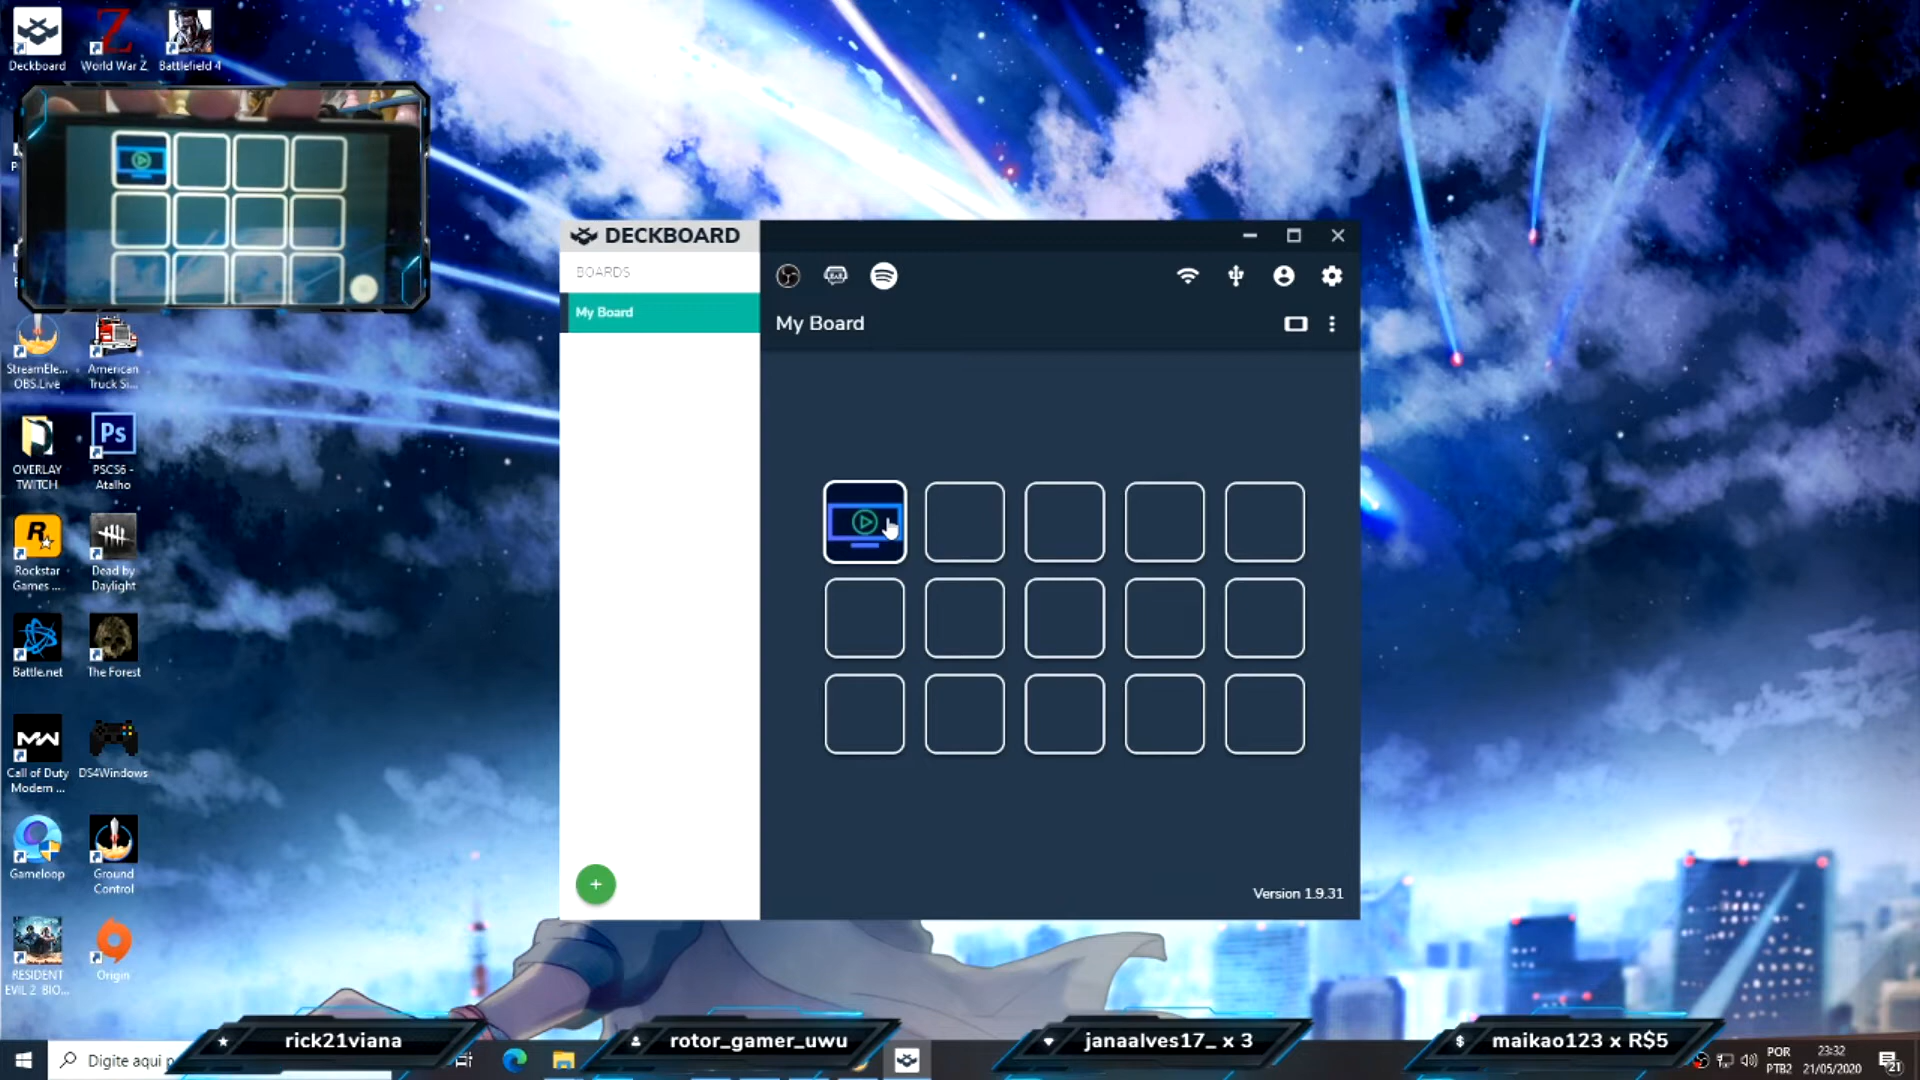 Deckboard
World War Z
Battlefield 4
StreamEle...
OBS.Live
American
Truck Si...
Ps
OVERLAY
TWITCH
PSCS6 -
Atalho
R
Rockstar
Games ...
Dead by
Daylight
Battle.net
The Forest
MW
Call of Duty
Modern ...
DS4Windows
Gameloop
Ground
Control
RESIDENT
EVIL 2 BIO...
Origin
DECKBOARD
BOARDS
My Board
My Board
Version 1.9.31
rick21viana
rotor_gamer_uwu
janaalves17_ x 3
maikao123 x R$5
Digite aqui
POR
PTB2
23:32
21/05/2020
21